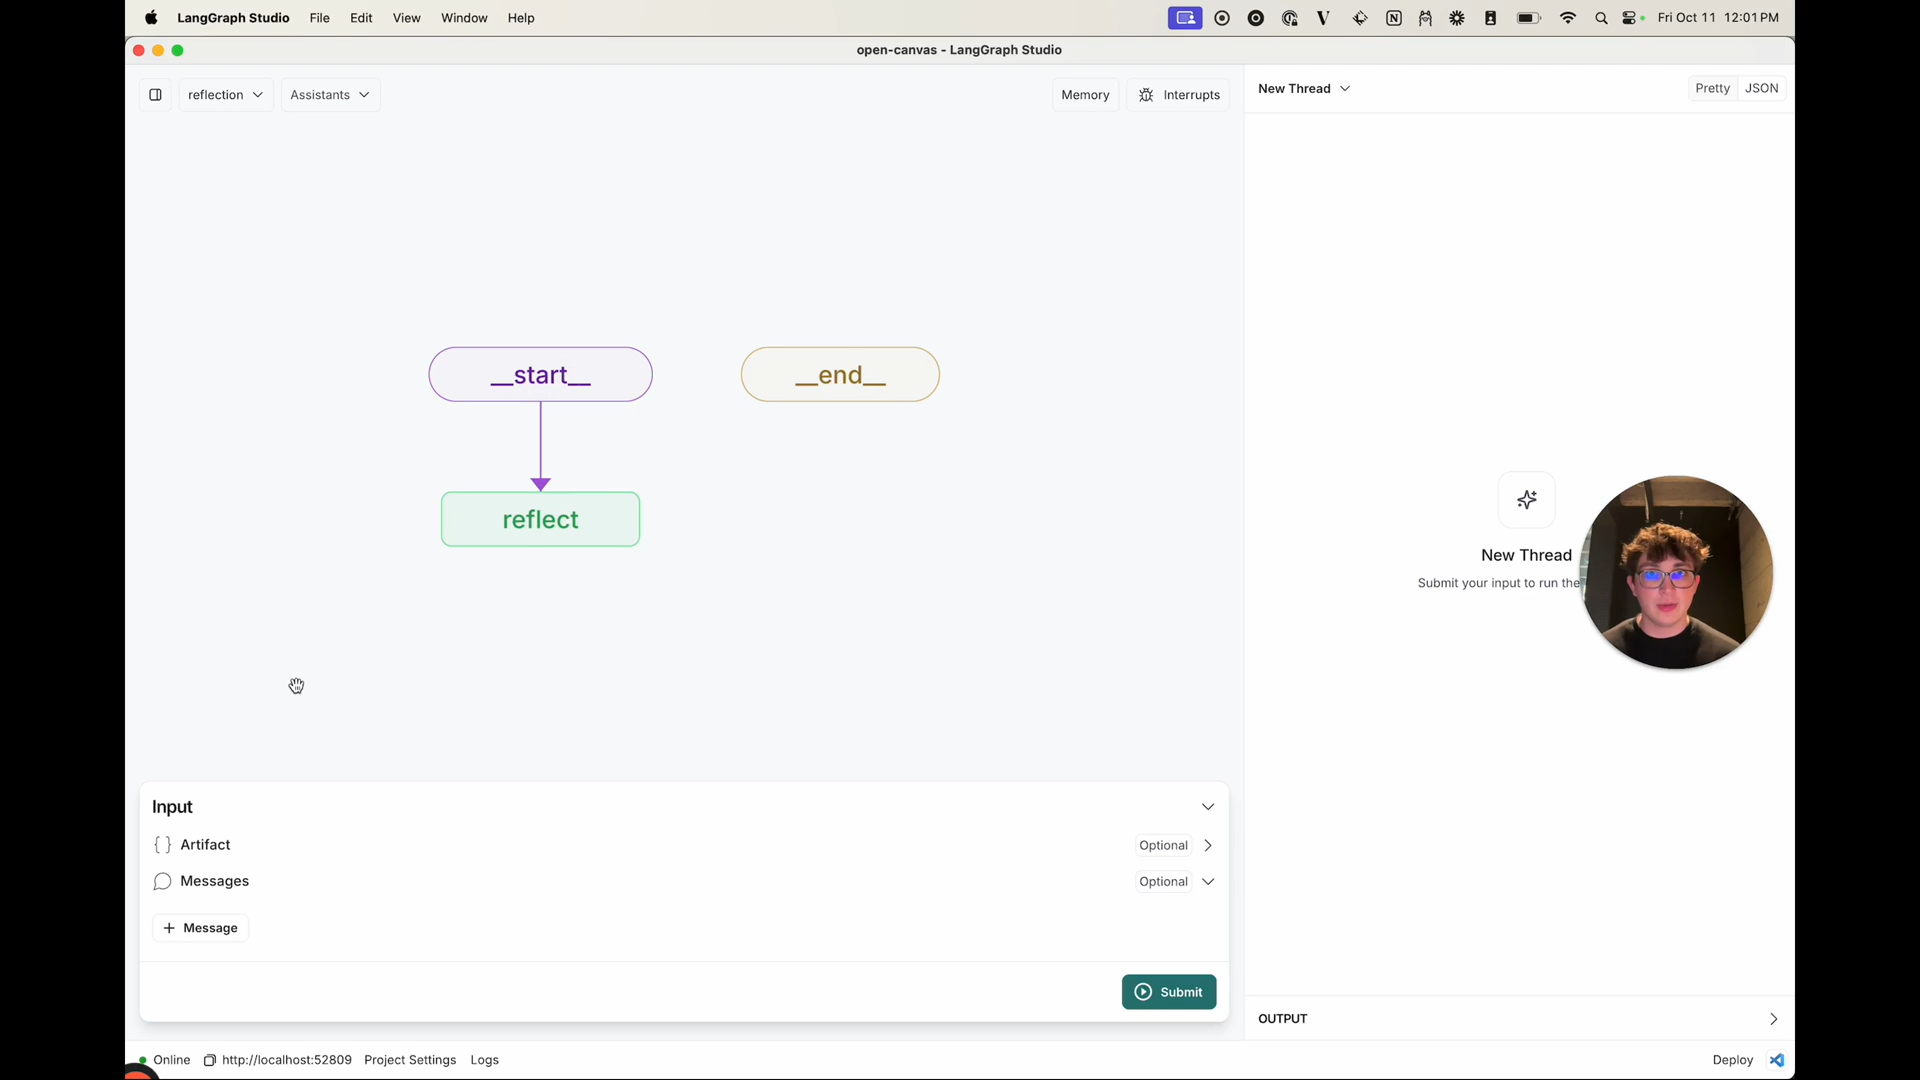 LangGraph Studio File Edit View Window Help Fri Oct 11 12:01 PM
open-canvas - LangGraph Studio
reflection Assistants Memory Interrupts
New Thread Pretty JSON
__start__ __end__
reflect
New Thread
Submit your input to run the
Input
Artifact Optional
Messages Optional
+ Message
Submit
OUTPUT
Online http://localhost:52809 Project Settings Logs Deploy